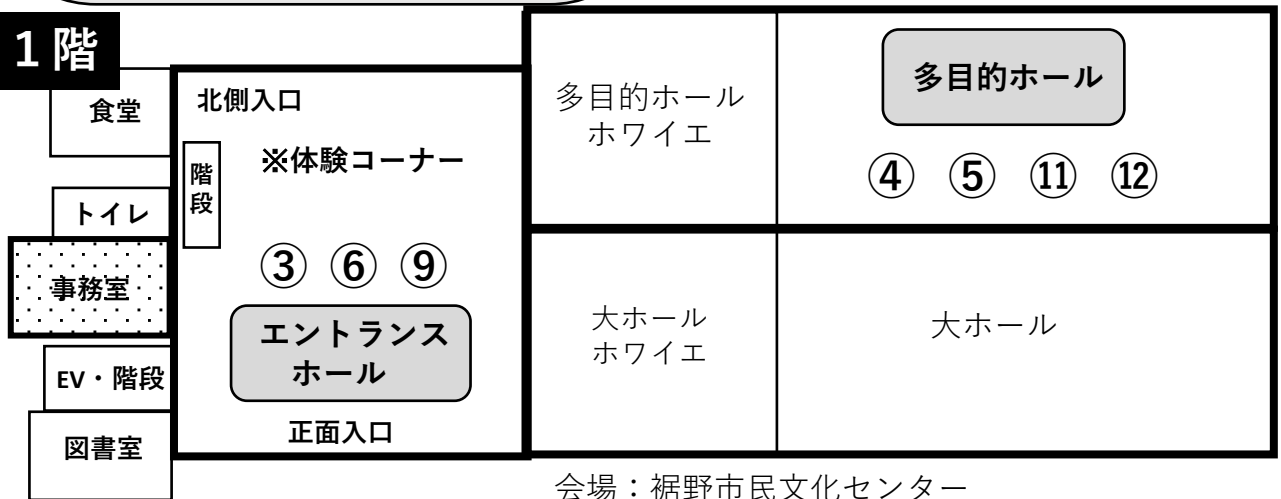 1階
食堂
トイレ
事務室
EV・階段
図書室
北側入口
※体験コーナー
階
段
③ ⑥ ⑨
エントランス
ホール
正面入口
多目的ホール
ホワイエ
多目的ホール
④ ⑤ ⑪ ⑫
大ホール
ホワイエ
大ホール
会場：裾野市民文化センター